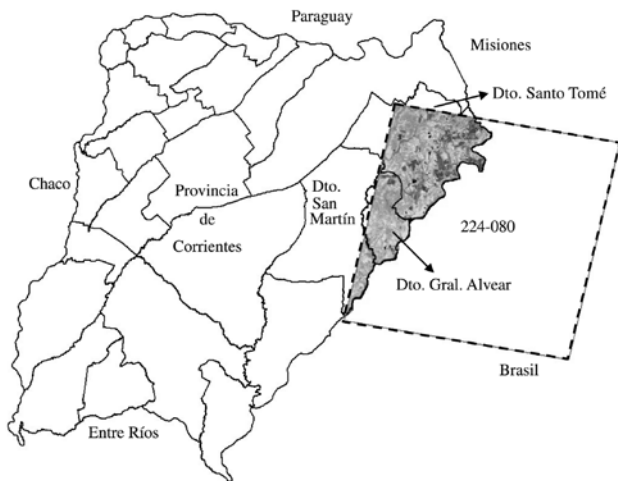 Paraguay
Misiones
Dto. Santo Tomé
Chaco
Provincia
de
Corrientes
Dto.
San
Martín
224-080
Dto. Gral. Alvear
Brasil
Entre Ríos